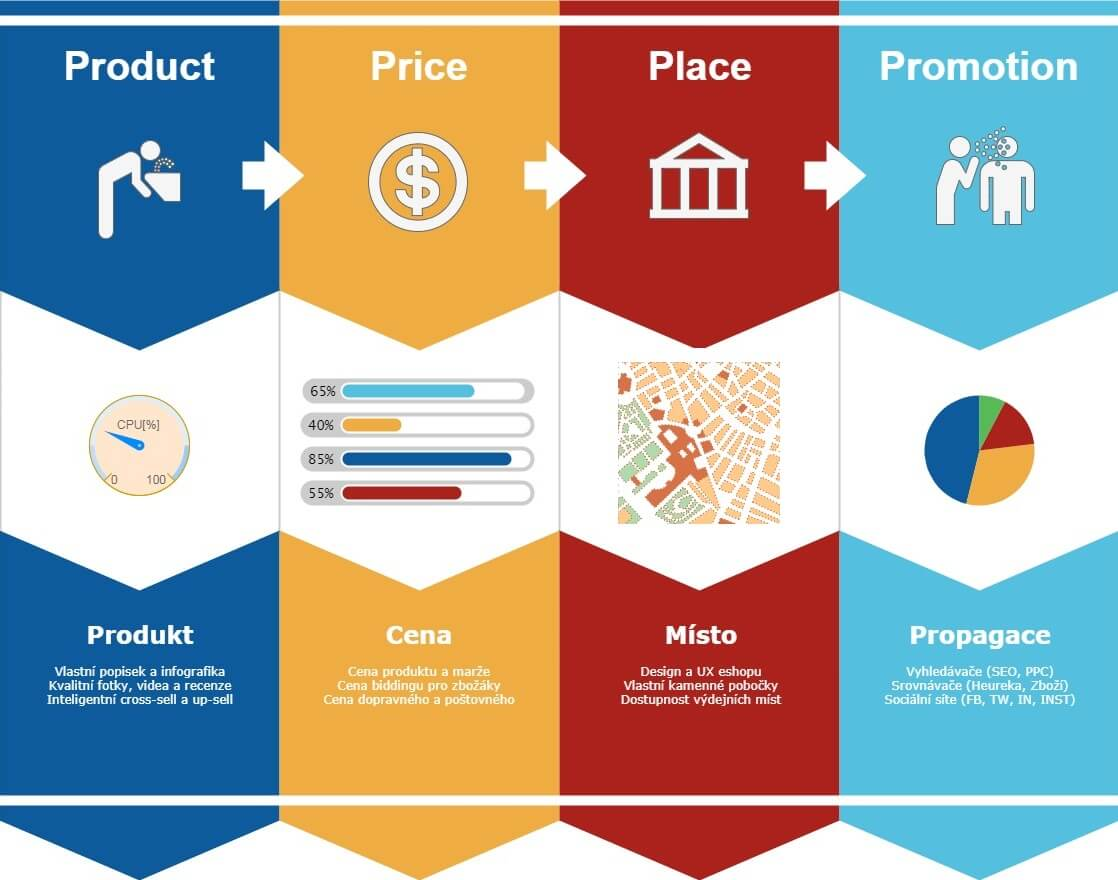 Product
Price
Place
Promotion
CPU[%]
0 100
65%
40%
85%
55%
Produkt
Vlastní popisek a infografika
Kvalitní fotky, videa a recenze
Inteligentní cross-sell a up-sell
Cena
Cena produktu a marže
Cena biddingu pro zbožáky
Cena dopravného a poštovného
Místo
Design a UX eshopu
Vlastní kamenné pobočky
Dostupnost výdejních míst
Propagace
Vyhledávače (SEO, PPC)
Srovnávače (Heureka, Zboží)
Sociální síte (FB, TW, IN, INST)